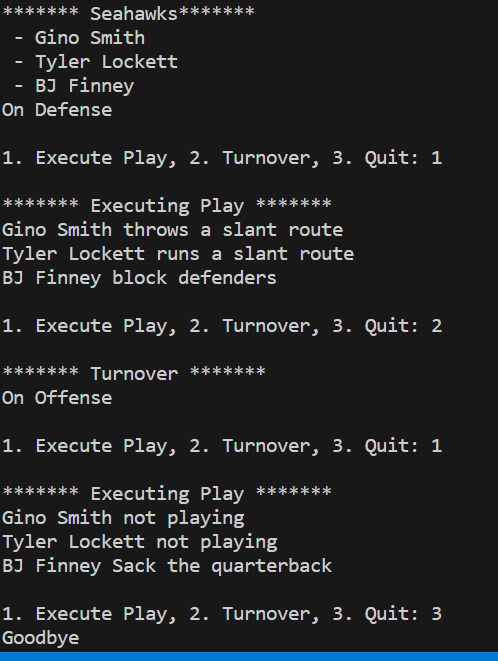 ******* Seahawks*******
 - Gino Smith
 - Tyler Lockett
 - BJ Finney
On Defense
1. Execute Play, 2. Turnover, 3. Quit: 1
******* Executing Play *******
Gino Smith throws a slant route
Tyler Lockett runs a slant route
BJ Finney block defenders
1. Execute Play, 2. Turnover, 3. Quit: 2
******* Turnover *******
On Offense
1. Execute Play, 2. Turnover, 3. Quit: 1
******* Executing Play *******
Gino Smith not playing
Tyler Lockett not playing
BJ Finney Sack the quarterback
1. Execute Play, 2. Turnover, 3. Quit: 3
Goodbye